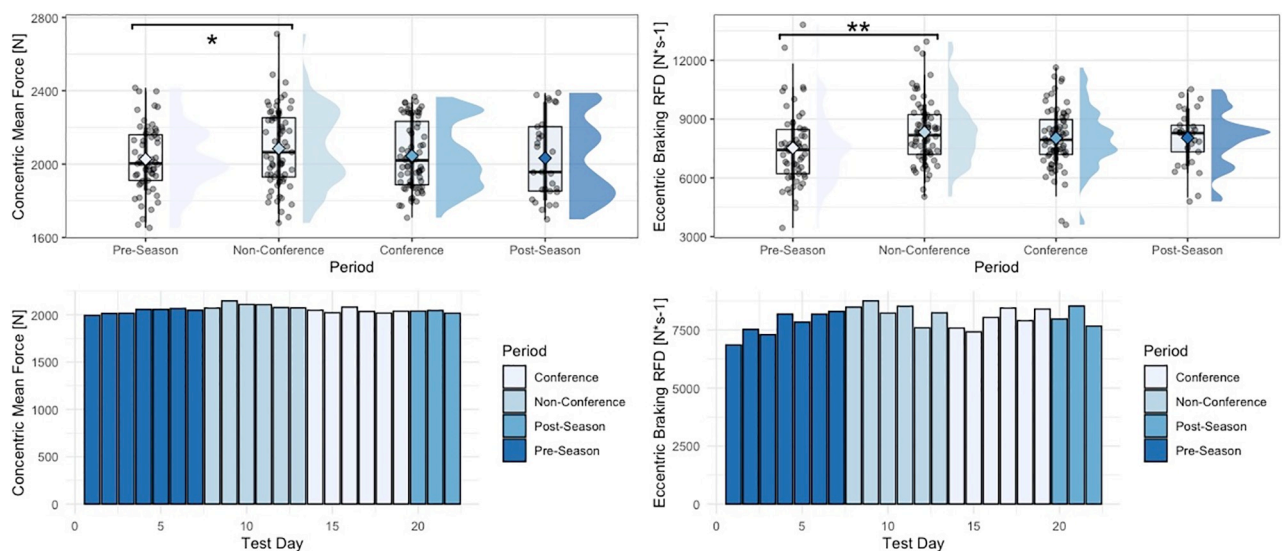 Concentric Mean Force [N]
2800
2400
2000
1600
*
Pre-Season
Non-Conference
Conference
Post-Season
Period
Eccentric Braking RFD [N*s-1]
12000
9000
6000
3000
**
Pre-Season
Non-Conference
Conference
Post-Season
Period
Concentric Mean Force [N]
2000
1500
1000
500
0
0
5
10
15
20
Test Day
Period
Conference
Non-Conference
Post-Season
Pre-Season
Eccentric Braking RFD [N*s-1]
7500
5000
2500
0
0
5
10
15
20
Test Day
Period
Conference
Non-Conference
Post-Season
Pre-Season